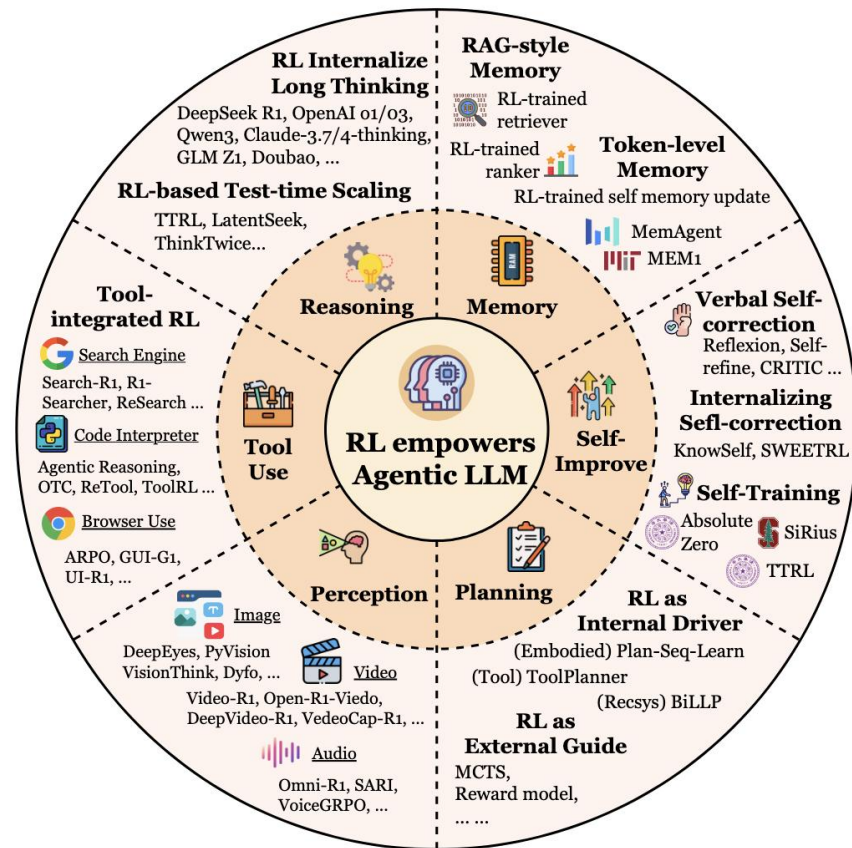 RL Internalize
Long Thinking
DeepSeek R1, OpenAI o1/o3,
Qwen3, Claude-3.7/4-thinking,
GLM Z1, Doubao, ...
RL-based Test-time Scaling
TTRL, LatentSeek,
ThinkTwice...
Reasoning
RAG-style
Memory
RL-trained
retriever
RL-trained
ranker
Token-level
Memory
RL-trained self memory update
MemAgent
MIT
MEM1
RAM
Memory
Verbal Self-
correction
Reflexion, Self-
refine, CRITIC ...
Internalizing
Sefl-correction
KnowSelf, SWEETRL
Self-Training
Absolute
Zero
SiRius
TTRL
Self-
Improve
Tool-
integrated RL
Search Engine
Search-R1, R1-
Searcher, ReSearch ...
Code Interpreter
Agentic Reasoning,
OTC, ReTool, ToolRL ...
Browser Use
ARPO, GUI-G1,
UI-R1, ...
Tool
Use
RL empowers
Agentic LLM
Perception
Image
DeepEyes, PyVision
VisionThink, Dyfo, ...
Video
Video-R1, Open-R1-Viedo,
DeepVideo-R1, VedeoCap-R1, ...
Audio
Omni-R1, SARI,
VoiceGRPO, ...
Planning
RL as
Internal Driver
(Embodied) Plan-Seq-Learn
(Tool) ToolPlanner
(Recsys) BiLLP
RL as
External Guide
MCTS,
Reward model,
... ...